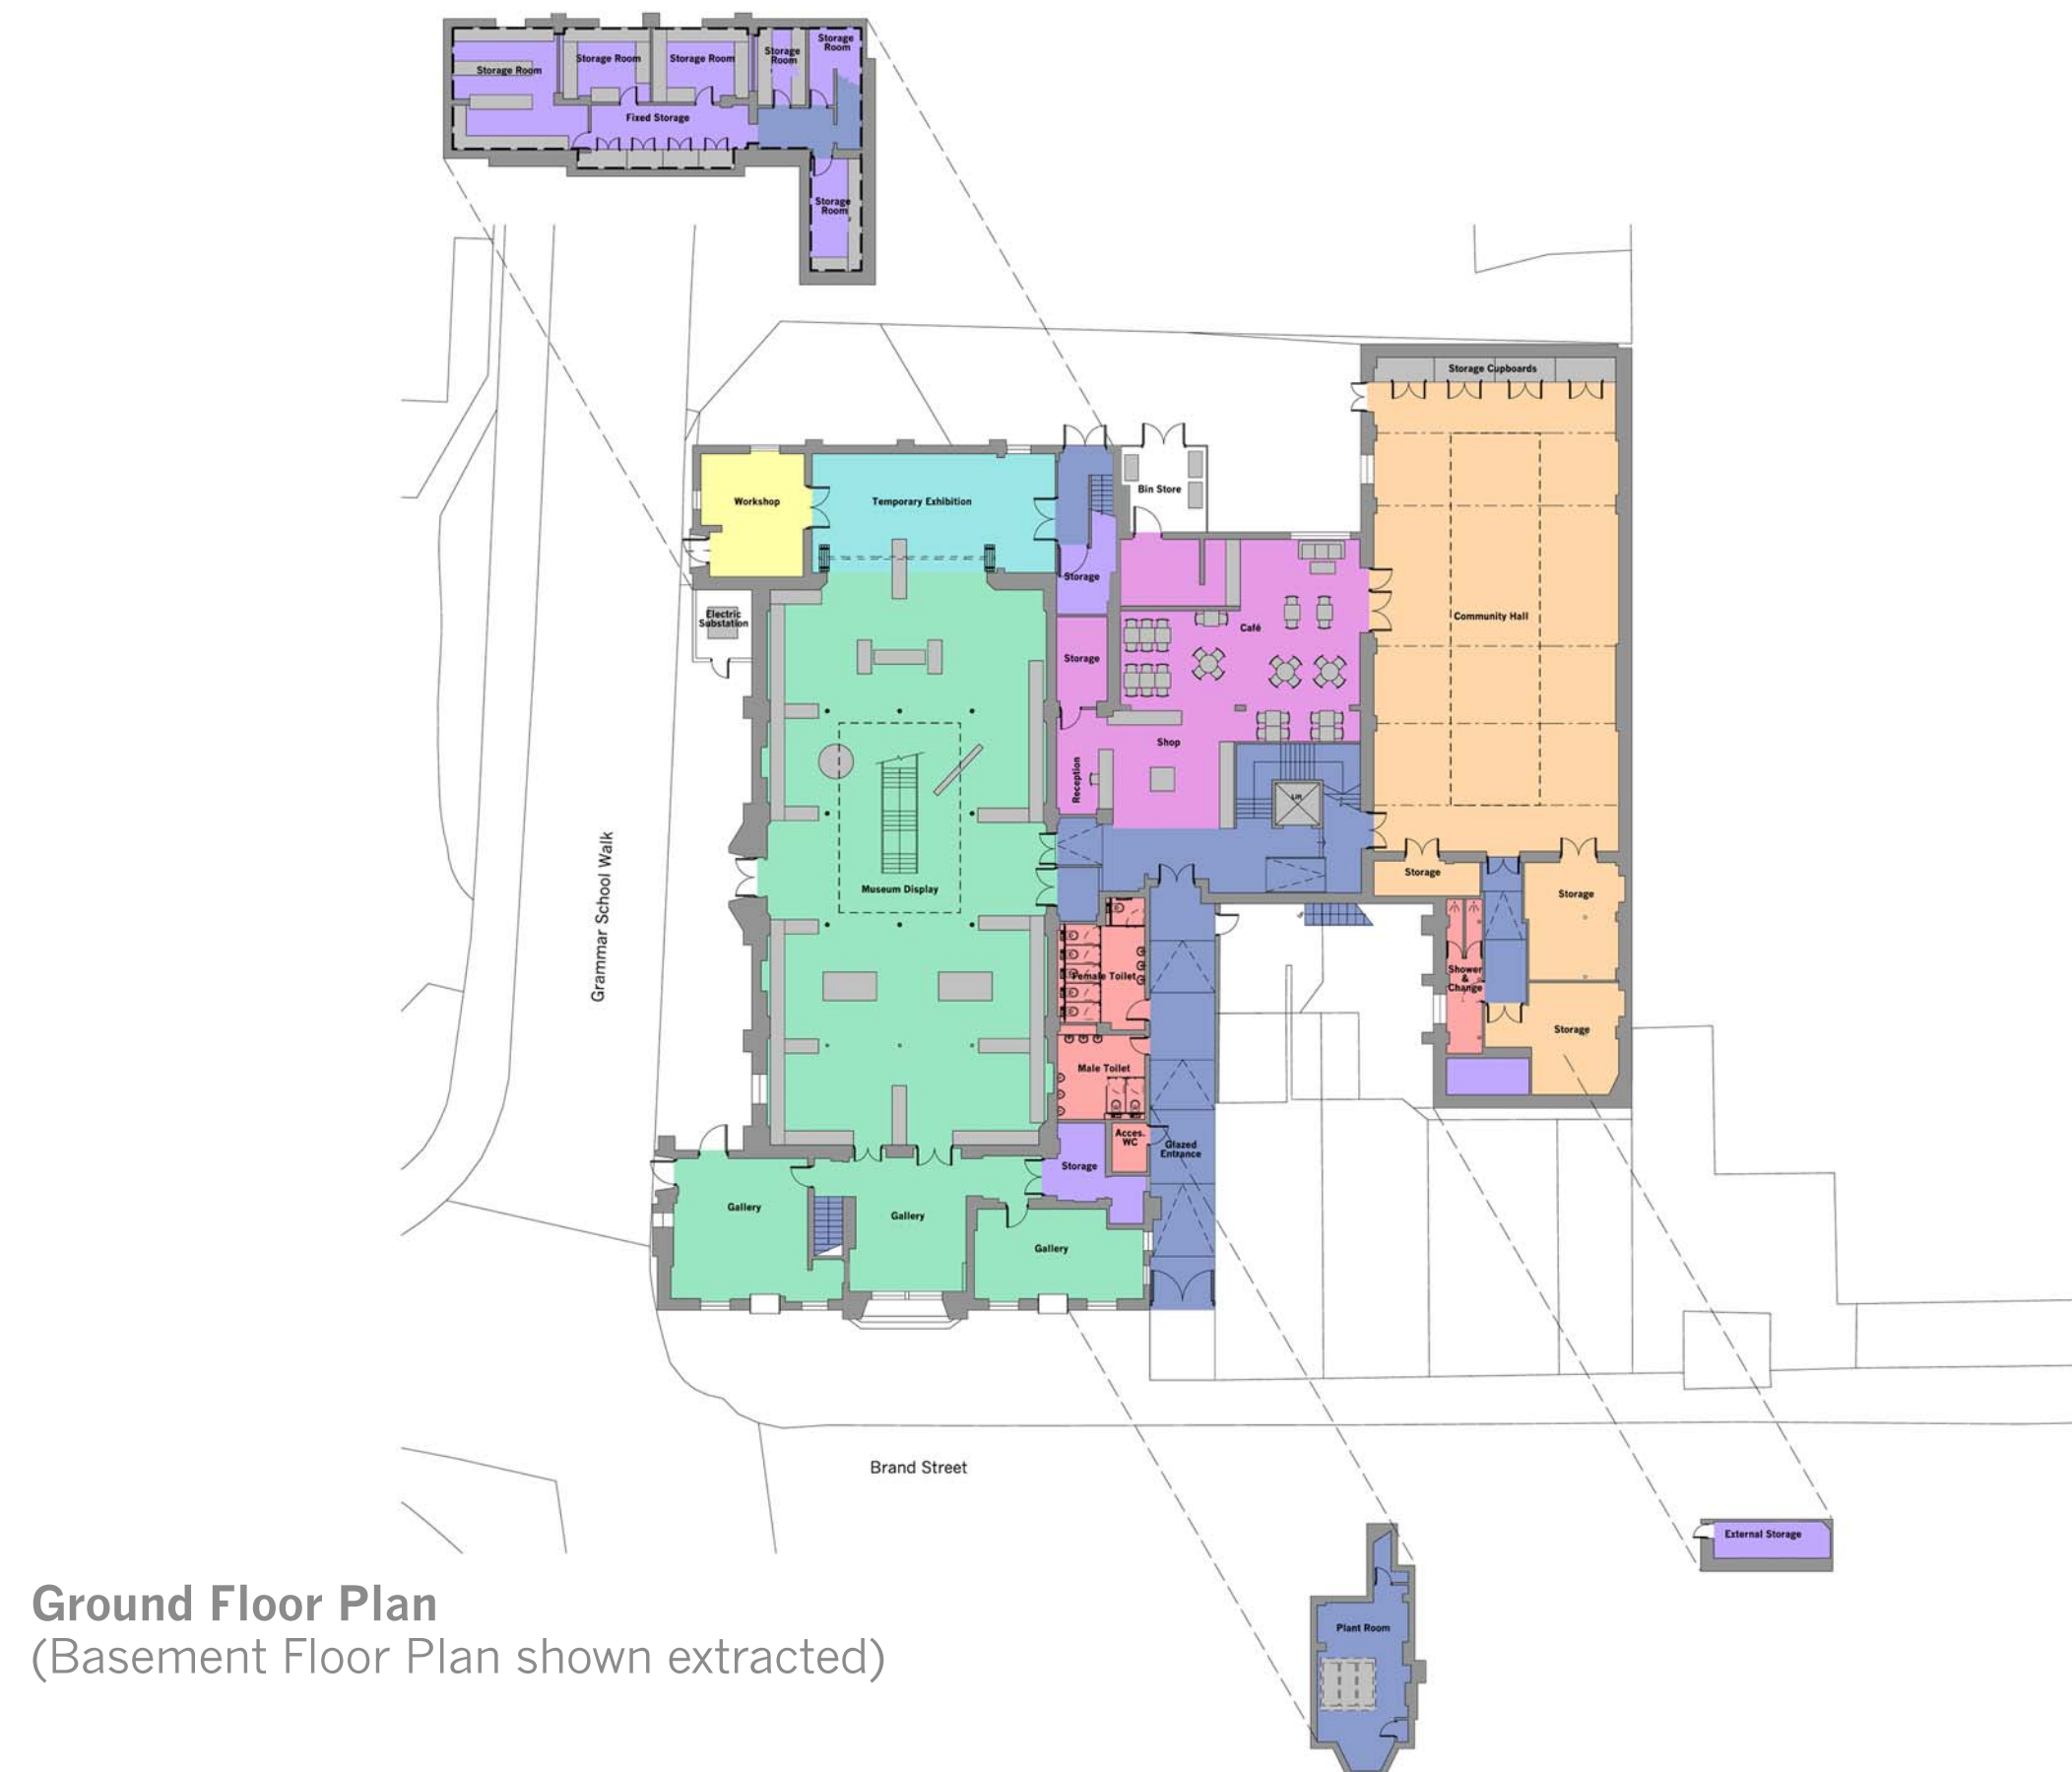 Storage Room
Storage Room
Storage Room
Storage
Room
Storage
Room
Fixed Storage
Storage
Room
Storage Cupboards
Workshop
Temporary Exhibition
Bin Store
Storage
Electric
Substation
Storage
Café
Community Hall
Shop
Reception
Lift
Grammar School Walk
Museum Display
Storage
Storage
Female Toilet
Shower
&
Change
Storage
Male Toilet
Acces.
WC
Glazed
Entrance
Storage
Gallery
Gallery
Gallery
Brand Street
External Storage
Plant Room
Ground Floor Plan
(Basement Floor Plan shown extracted)